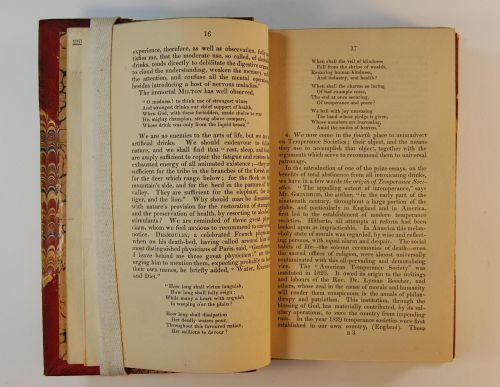 16
experience, therefore, as well as observation, fully
tisfies me, that the moderate use, so called, of alcoholic
drinks, tends directly to debilitate the digestive organs
to cloud the understanding, weaken the memory, unfix
the attention, and confuse all the mental operations
besides introducing a host of nervous maladies."
The immortal MILTON has well observed,
" O madness! to think use of strongest wines
And strongest drinks our chief support of health,
When God, with these forbidden, made choice to rear
His mighty champion, strong above compare,
Whose drink was only from the liquid brook."
We are no enemies to the arts of life, but we are to
artificial drinks. We should endeavour to follow
nature, and we shall find that " rest, sleep, and food
are amply sufficient to repair the fatigue and renew the
exhausted energy of all animated existence
sufficient for the tribe in the branches of the forest, and
for the deer which range below: for the flock on the
mountain's side, and for the herd in the pasture of the
valley. They are sufficient for the elephant, for the
tiger, and the lion." Why should man be dissatisfied
with nature's provision for the restoration of strength
and the preservation of health, by resorting to alcoholic
stimulants? We are reminded of three great phy-
sicians, whom we feel anxious to recommend to your
notice. a celebrated French physician
when on his death-bed, having called around him the
most distinguished physicians of Paris, said, "Gentlemen,
I leave behind me three great physicians," on their
urging him to mention them, expecting probably to hear
their own names, he briefly added, " Water, Exercise
and Diet."
" How long shall virtue languish,
How long shall folly reign;
While many a heart with anguish
Is weeping o'er the plain?
How long shall dissipation
Her deadly waters pour,
Throughout this favoured nation,
Her millions to devour?
17
When shall the veil of blindness
Fall from the shrine of wealth,
Restoring human kindness,
And industry, and health?
When shall the charms so luring
Of bad example cease,
The end at once securing,
Of temperance and peace?
We hail with joy unceasing
The hand whose pledge is given,
Whose numbers are increasing,
Amid the smiles of heaven.
4. We now come in the fourth place to animadvert
on Temperance Societies; their object, and the means
they use to accomplish that object, together with the
arguments which serve to recommend them to universal
patronage.
In the introduction of one of the prize essays, on the
benefits of total abstinence from all intoxicating drinks,
we have in a few words the origin of Temperance Soci-
eties. " The appalling extent of intemperance," says
Mr. the author, " in the early part of the
nineteenth century, throughout a large portion of the
globe, and particularly in England and in America,
first led to the establishment of modern temperance
societies. Hitherto, all attempts at reform had been
looked upon as impracticable. In America the melan-
choly state of morals was regarded, by wise and reflect-
ing persons, with equal alarm and despair. The social
habits of life—the solemn ceremonies of death—even
the sacred offices of religion, were almost universally
contaminated with this all-pervading and demoralizing
vice. The " American Temperance Society" was
instituted in 1826. It owed its origin to the writings
and labours of the Rev. Dr. Lyman Beecher, and
others, whose zeal in the cause of morals and humanity
will render them conspicuous in the annals of philan-
thropy and patriotism. This institution, through the
blessing of God, has materially contributed, by its salu-
tary operations, to save the country from impending
ruin. In the year 1829 temperance societies were first
established in our own country, (England). These
B 3